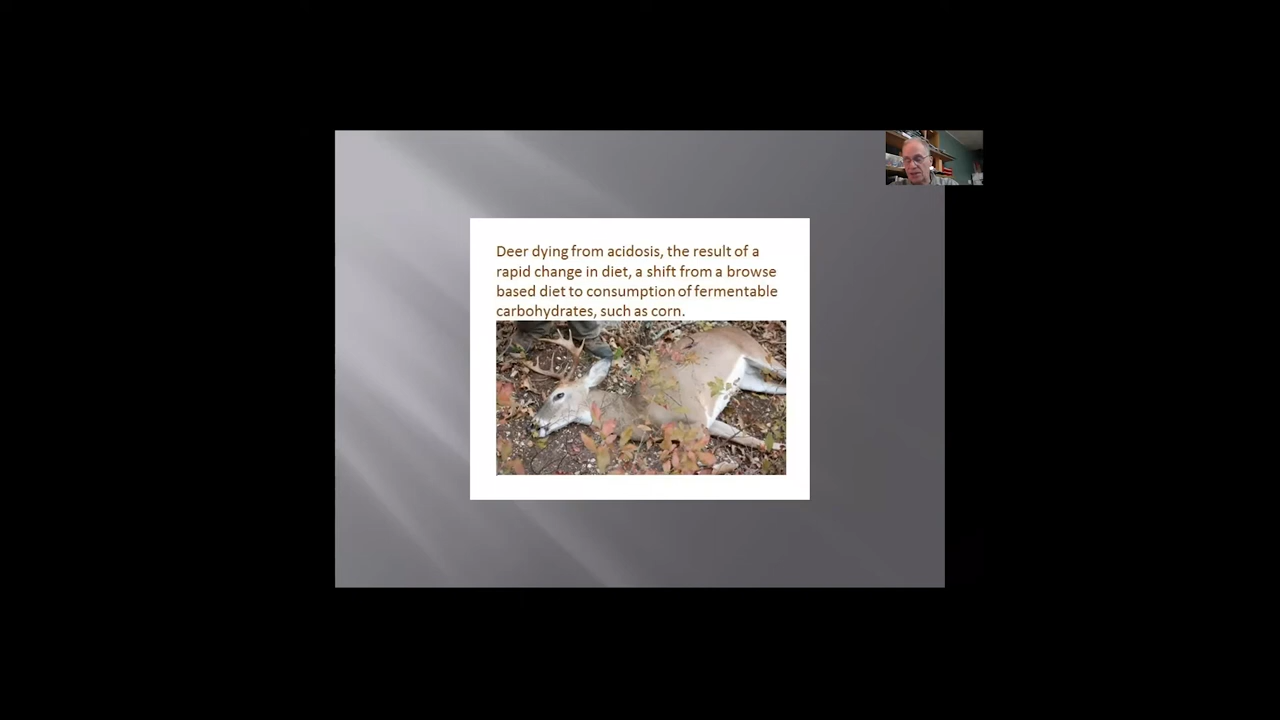 Deer dying from acidosis, the result of a
rapid change in diet, a shift from a browse
based diet to consumption of fermentable
carbohydrates, such as corn.